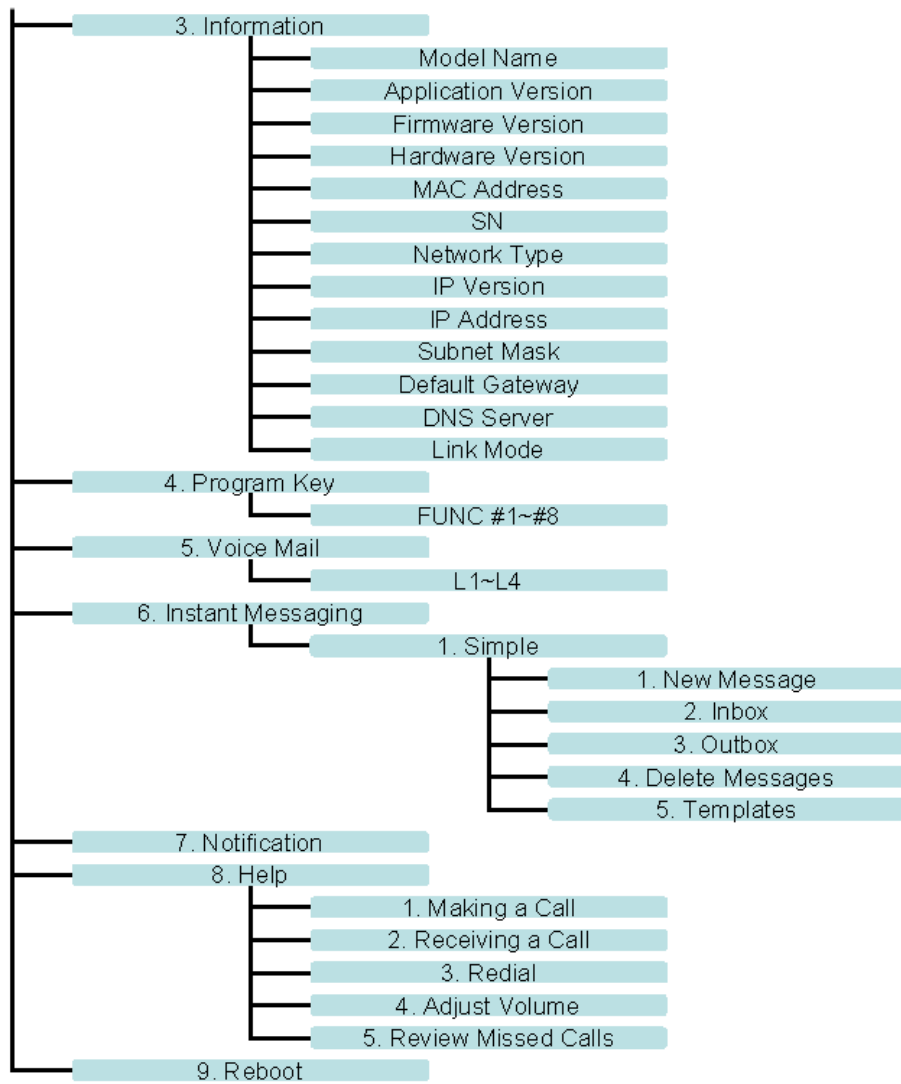 3. Information
Model Name
Application Version
Firmware Version
Hardware Version
MAC Address
SN
Network Type
IP Version
IP Address
Subnet Mask
Default Gateway
DNS Server
Link Mode
4. Program Key
FUNC #1~#8
5. Voice Mail
L1~L4
6. Instant Messaging
1. Simple
1. New Message
2. Inbox
3. Outbox
4. Delete Messages
5. Templates
7. Notification
8. Help
1. Making a Call
2. Receiving a Call
3. Redial
4. Adjust Volume
5. Review Missed Calls
9. Reboot